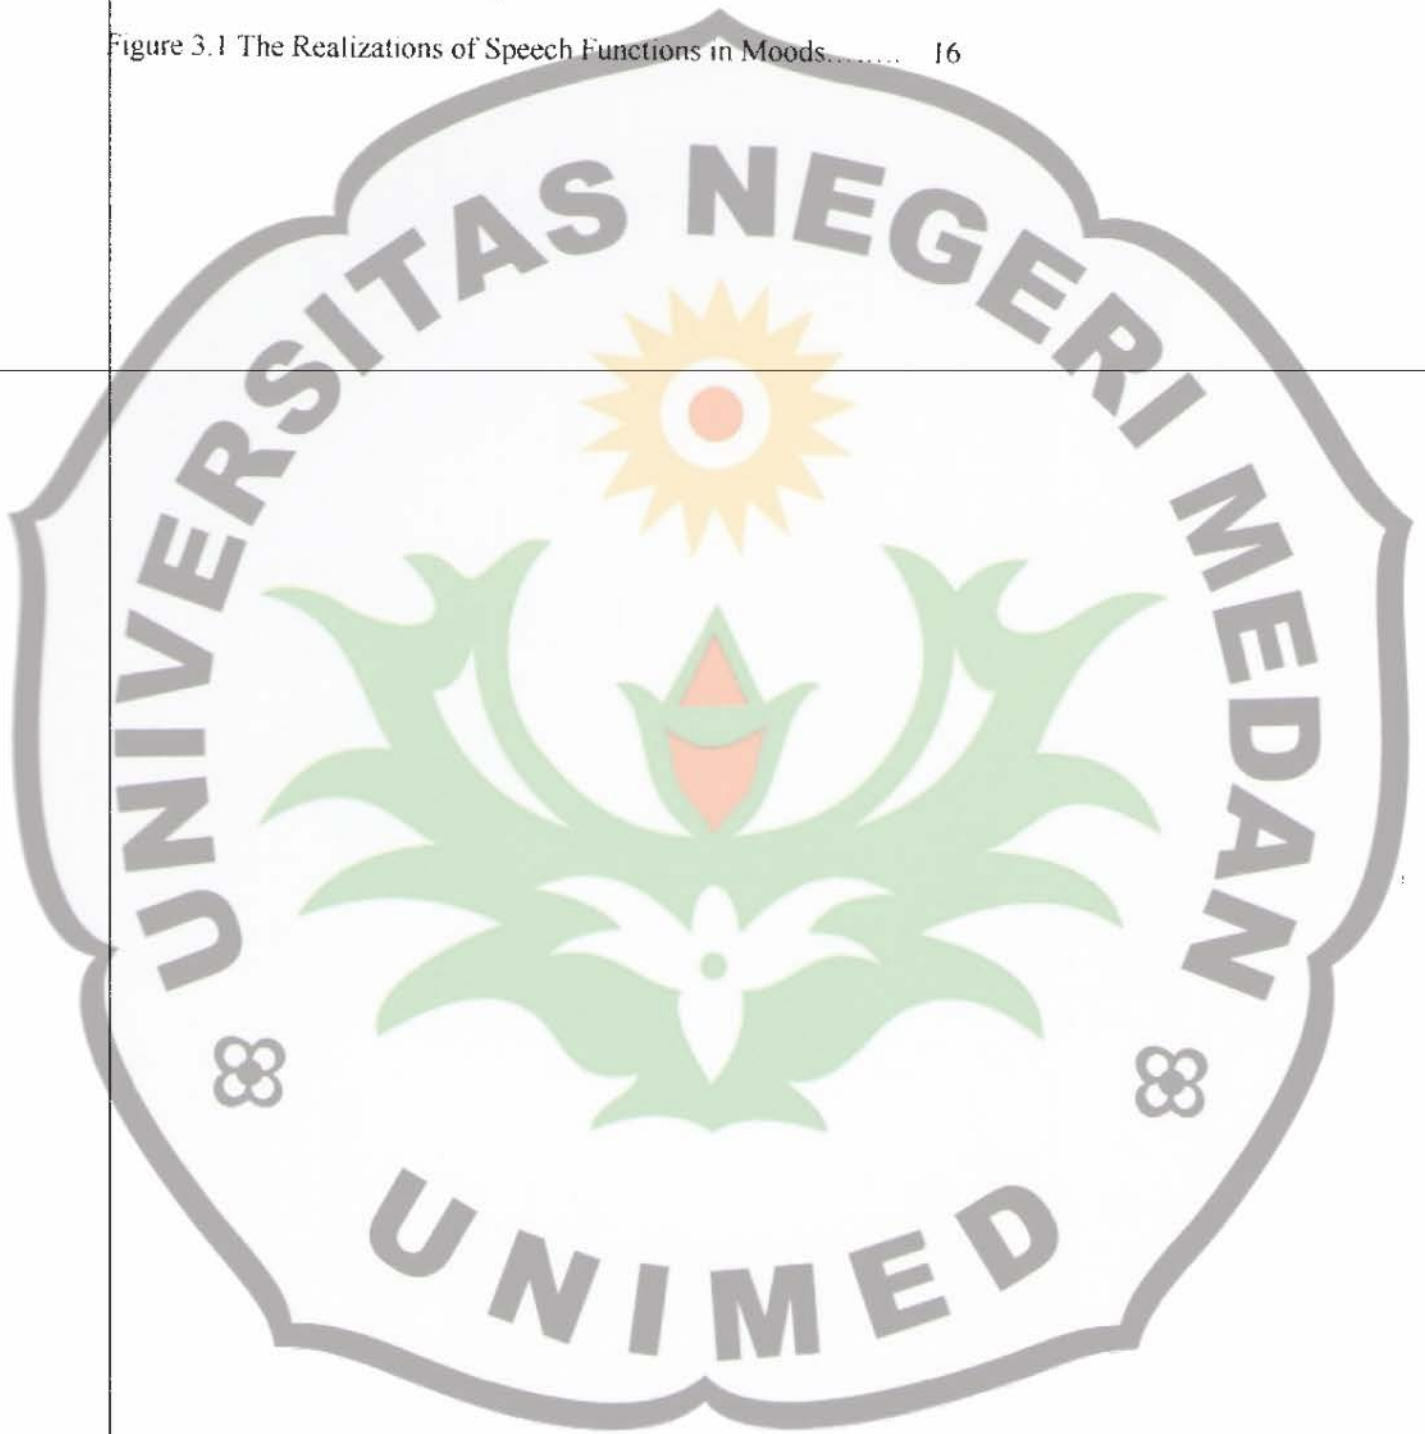 Figure 3.1 The Realizations of Speech Functions in Moods........ 16
UNIVERSITAS NEGERI MEDAN
UNIMED